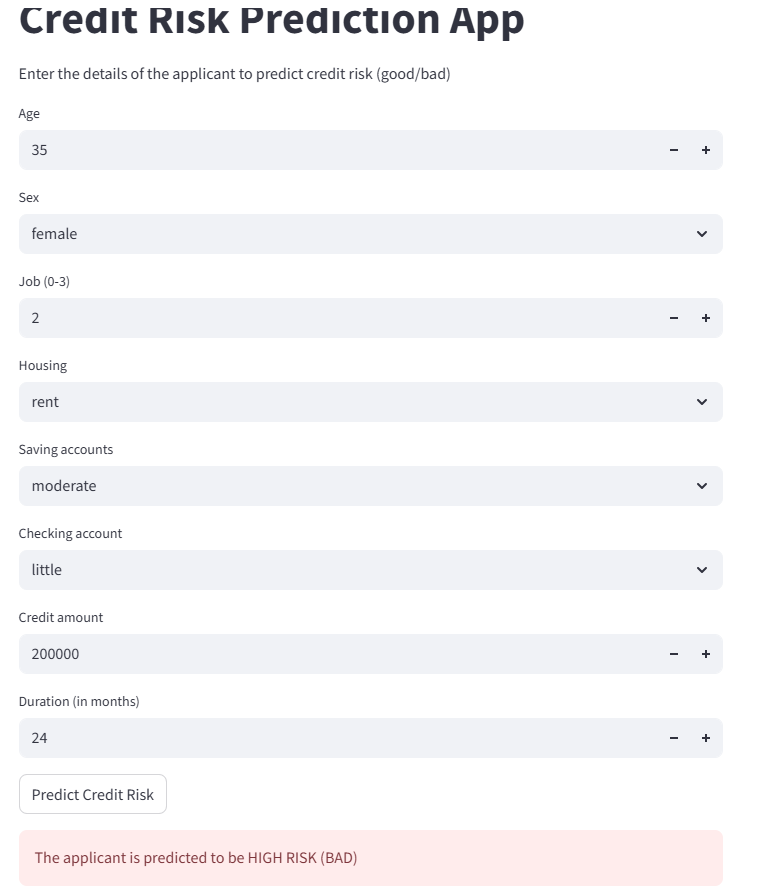 Credit Risk Prediction App
Enter the details of the applicant to predict credit risk (good/bad)
Age
35
Sex
female
Job (0-3)
2
Housing
rent
Saving accounts
moderate
Checking account
little
Credit amount
200000
Duration (in months)
24
Predict Credit Risk
The applicant is predicted to be HIGH RISK (BAD)